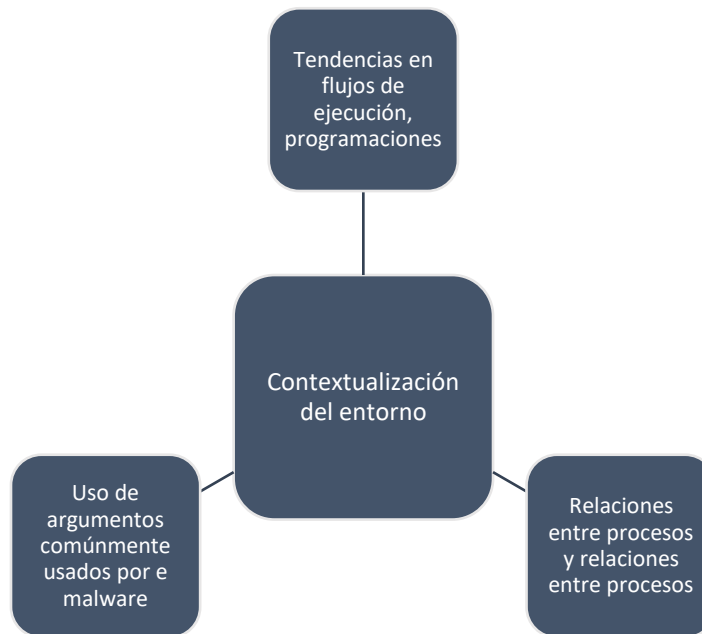 Tendencias en
flujos de
ejecución,
programaciones
Contextualización
del entorno
Uso de
argumentos
comúnmente
usados por e
malware
Relaciones
entre procesos
y relaciones
entre procesos